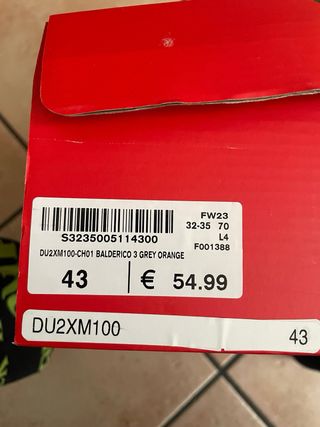 FW23
32-35 70
L4
F001388
S3235005114300
DU2XM100-CH01 BALDERICO 3 GREY ORANGE
43 € 54.99
DU2XM100 43